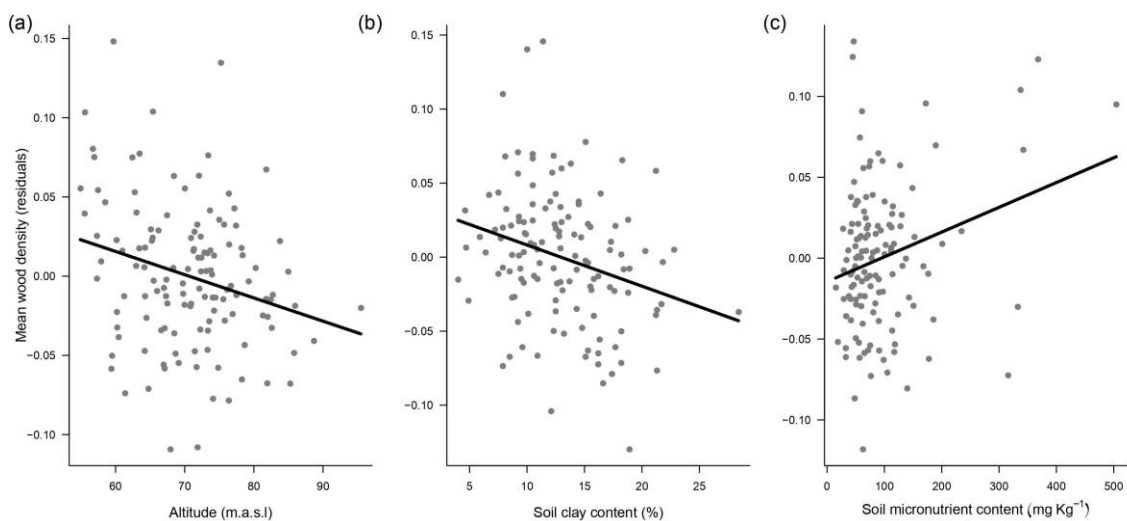 (a)
0.15
0.10
0.05
0.00
−0.05
−0.10
Mean wood density (residuals)
60 70 80 90
Altitude (m.a.s.l)
(b)
0.15
0.10
0.05
0.00
−0.05
−0.10
5 10 15 20 25
Soil clay content (%)
(c)
0.10
0.05
0.00
−0.05
−0.10
0 100 200 300 400 500
Soil micronutrient content (mg Kg⁻¹)